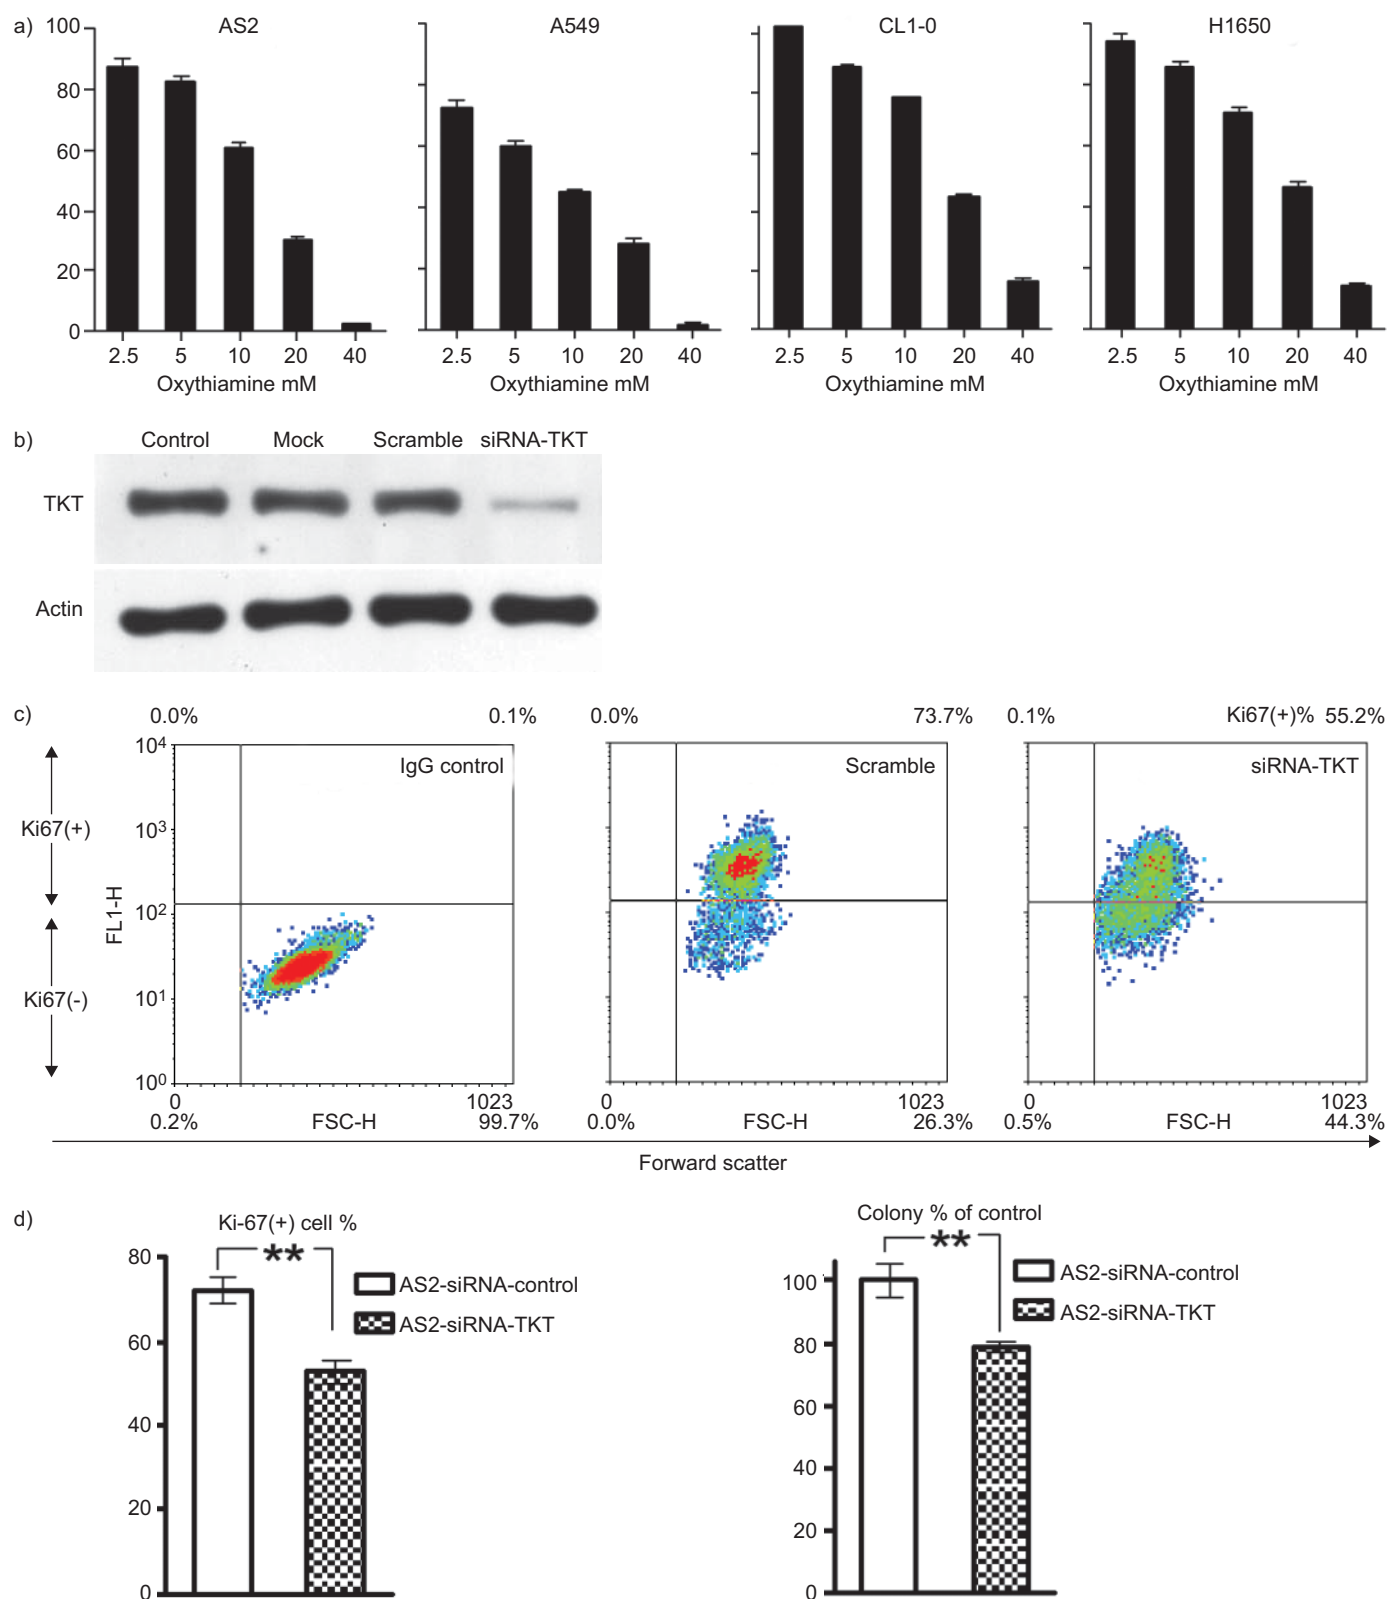 a)
AS2
A549
CL1-0
H1650
100
80
60
40
20
0
2.5 5 10 20 40
2.5 5 10 20 40
2.5 5 10 20 40
2.5 5 10 20 40
Oxythiamine mM
Oxythiamine mM
Oxythiamine mM
Oxythiamine mM
b)
Control Mock Scramble siRNA-TKT
TKT
Actin
c)
0.0% 0.1%
0.0% 73.7%
0.1% Ki67(+)% 55.2%
IgG control
Scramble
siRNA-TKT
Ki67(+)
Ki67(-)
FL1-H
10⁴
10³
10²
10¹
10⁰
0 1023
0 1023
0 1023
0.2% FSC-H 99.7%
0.0% FSC-H 26.3%
0.5% FSC-H 44.3%
Forward scatter
d)
Ki-67(+) cell %
**
80
60
40
20
0
AS2-siRNA-control
AS2-siRNA-TKT
Colony % of control
**
100
80
60
40
20
0
AS2-siRNA-control
AS2-siRNA-TKT